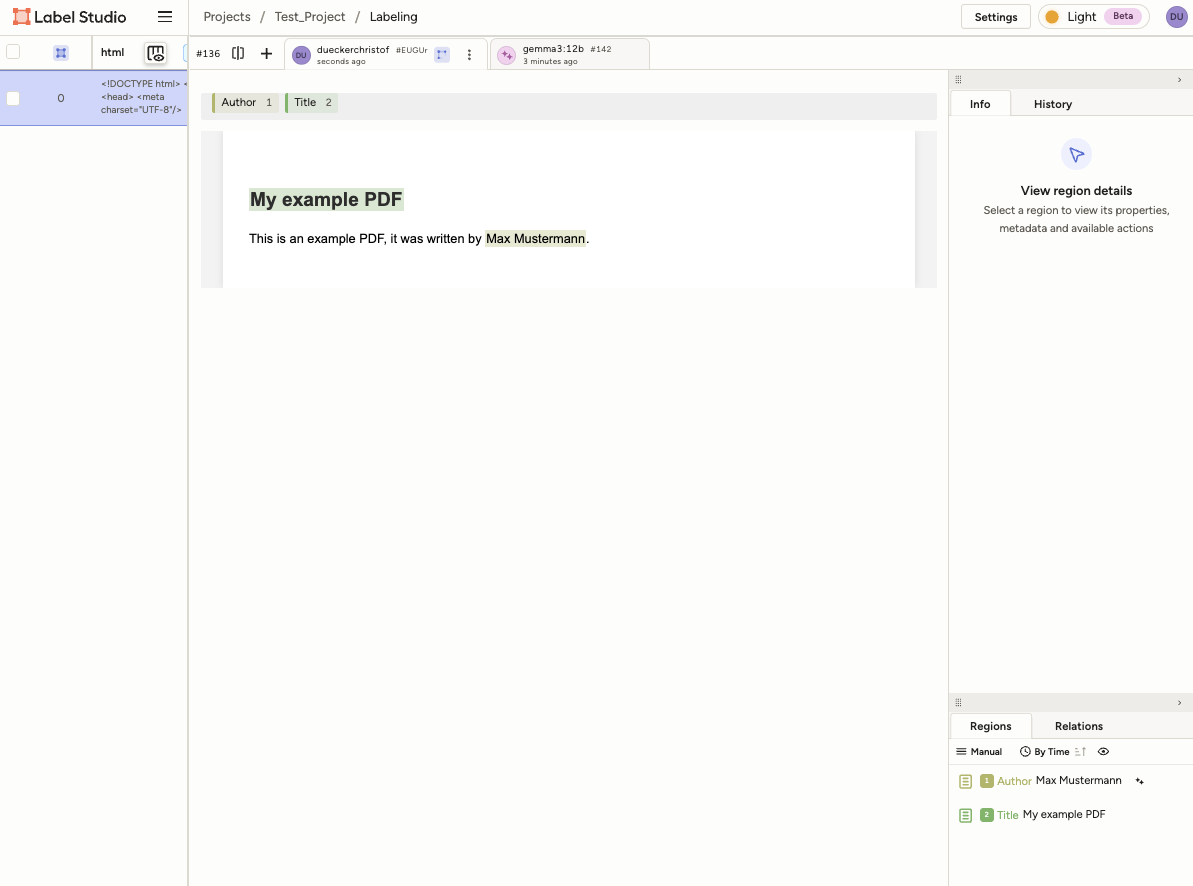 Label Studio
Projects / Test_Project / Labeling
Settings
Light Beta
DU
html
#136
DU dueckerchristof #EUGUr
seconds ago
gemma3:12b #142
3 minutes ago
0
<!DOCTYPE html> <
<head> <meta
charset="UTF-8"/>
Author 1 Title 2
My example PDF
This is an example PDF, it was written by Max Mustermann.
Info History
View region details
Select a region to view its properties,
metadata and available actions
Regions Relations
Manual By Time
1 Author Max Mustermann
2 Title My example PDF